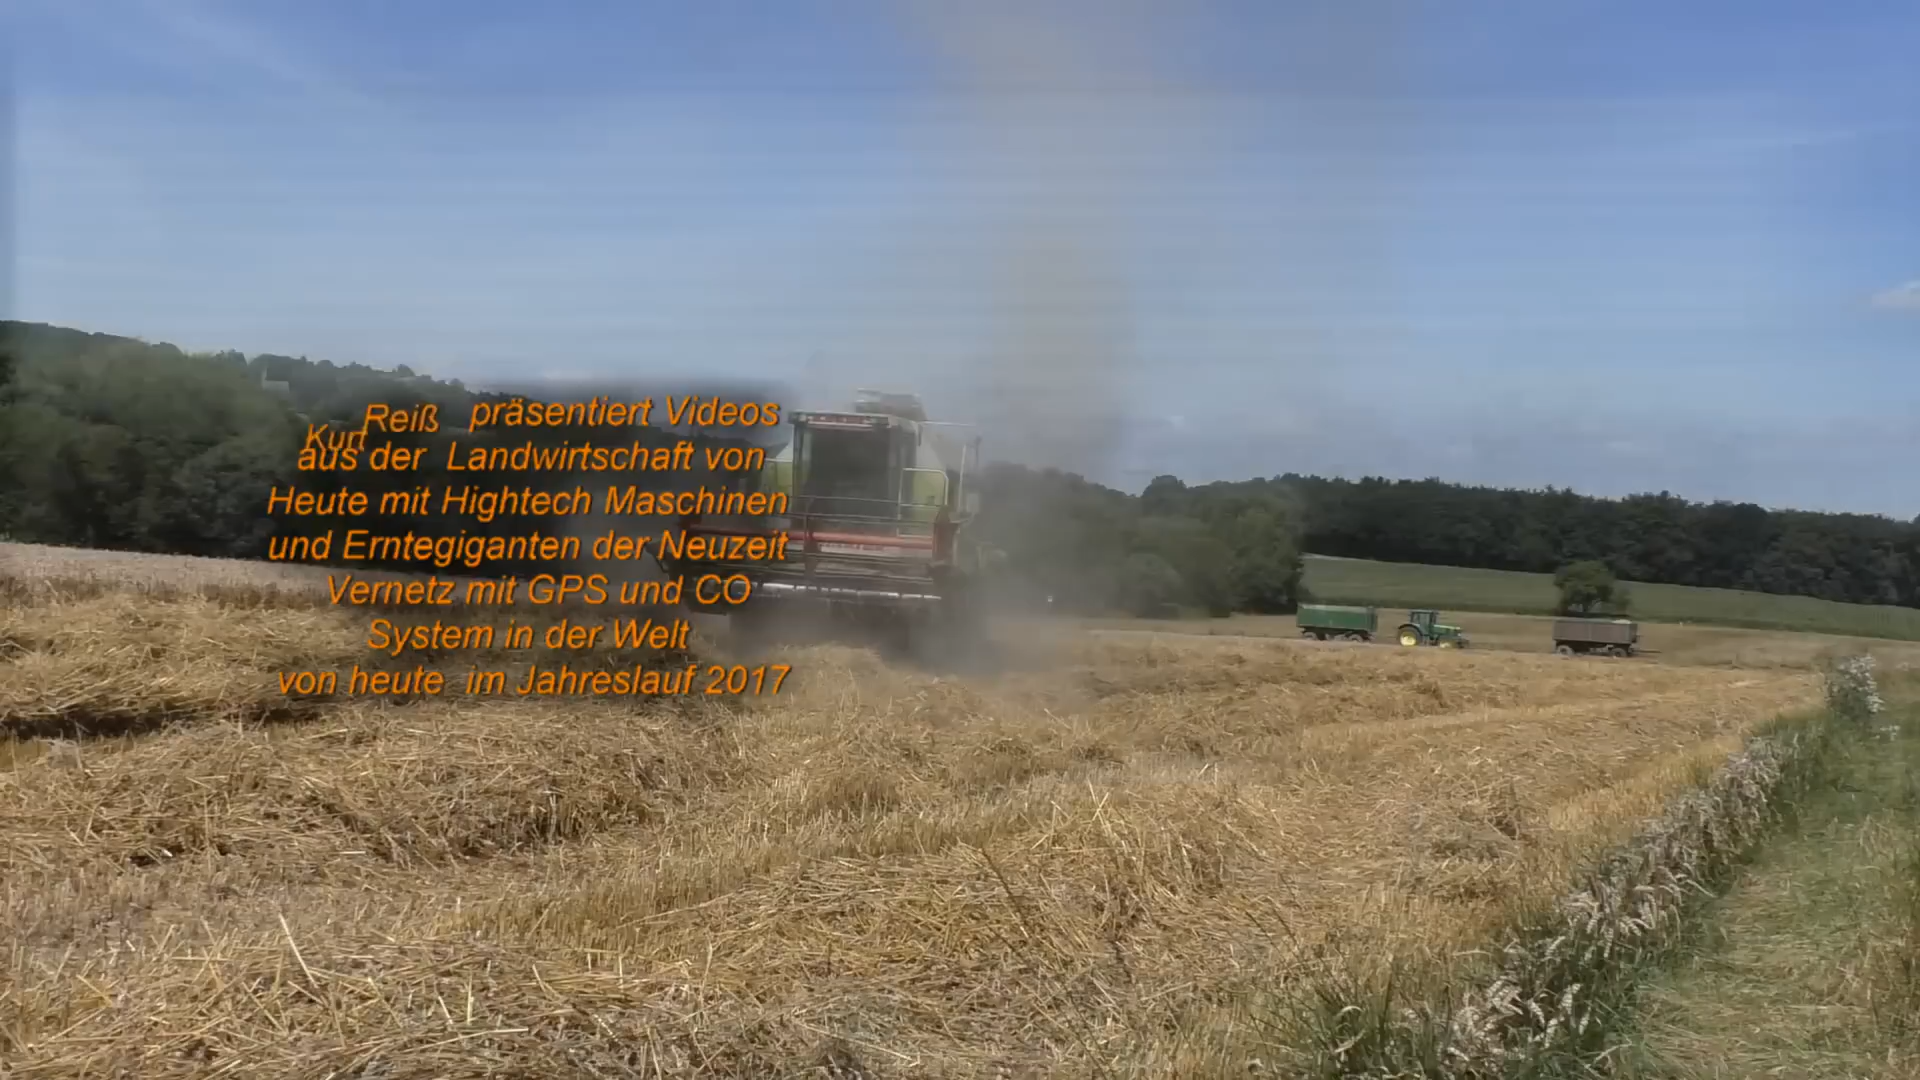 Kurt Reiß präsentiert Videos
aus der Landwirtschaft von
Heute mit Hightech Maschinen
und Erntegiganten der Neuzeit
Vernetz mit GPS und CO
System in der Welt
von heute im Jahreslauf 2017